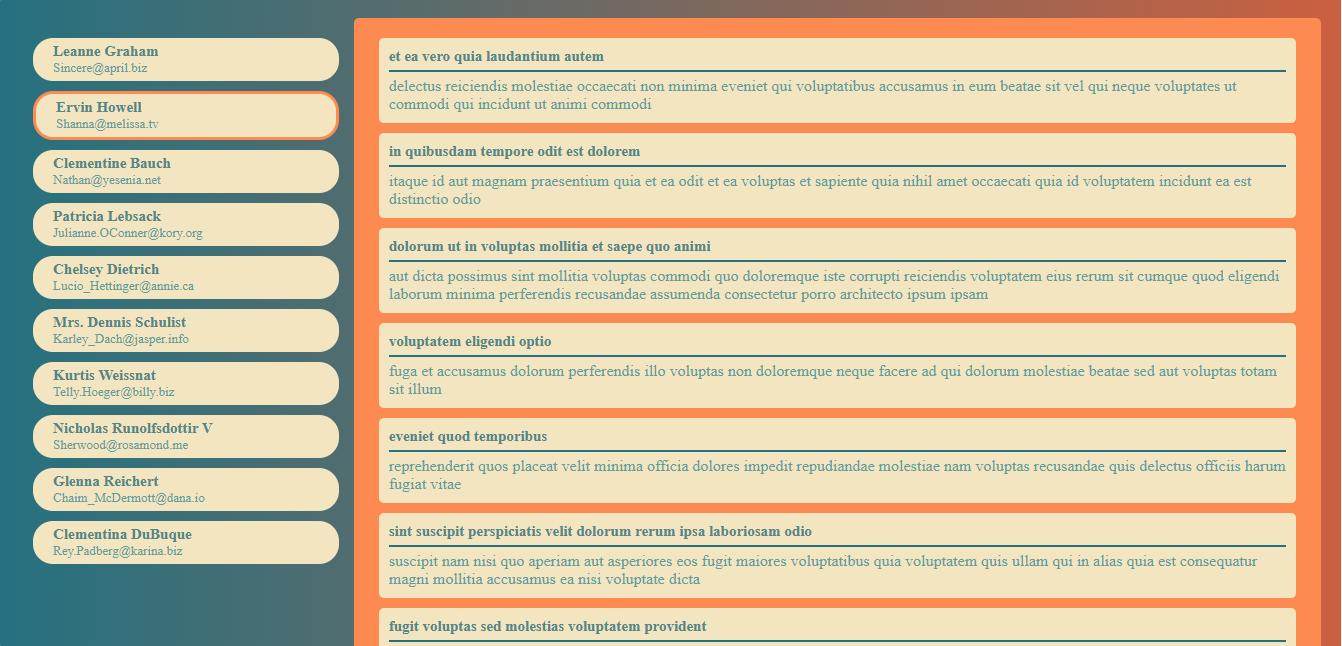 Leanne Graham
Sincere@april.biz
Ervin Howell
Shanna@melissa.tv
Clementine Bauch
Nathan@yesenia.net
Patricia Lebsack
Julianne.OConner@kory.org
Chelsey Dietrich
Lucio_Hettinger@annie.ca
Mrs. Dennis Schulist
Karley_Dach@jasper.info
Kurtis Weissnat
Telly.Hoeger@billy.biz
Nicholas Runolfsdottir V
Sherwood@rosamond.me
Glenna Reichert
Chaim_McDermott@dana.io
Clementina DuBuque
Rey.Padberg@karina.biz
et ea vero quia laudantium autem
delectus reiciendis molestiae occaecati non minima eveniet qui voluptatibus accusamus in eum beatae sit vel qui neque voluptates ut
commodi qui incidunt ut animi commodi
in quibusdam tempore odit est dolorem
itaque id aut magnam praesentium quia et ea odit et ea voluptas et sapiente quia nihil amet occaecati quia id voluptatem incidunt ea est
distinctio odio
dolorum ut in voluptas mollitia et saepe quo animi
aut dicta possimus sint mollitia voluptas commodi quo doloremque iste corrupti reiciendis voluptatem eius rerum sit cumque quod eligendi
laborum minima perferendis recusandae assumenda consectetur porro architecto ipsum ipsam
voluptatem eligendi optio
fuga et accusamus dolorum perferendis illo voluptas non doloremque neque facere ad qui dolorum molestiae beatae sed aut voluptas totam
sit illum
eveniet quod temporibus
reprehenderit quos placeat velit minima officia dolores impedit repudiandae molestiae nam voluptas recusandae quis delectus officiis harum
fugiat vitae
sint suscipit perspiciatis velit dolorum rerum ipsa laboriosam odio
suscipit nam nisi quo aperiam aut asperiores eos fugit maiores voluptatibus quia voluptatem quis ullam qui in alias quia est consequatur
magni mollitia accusamus ea nisi voluptate dicta
fugit voluptas sed molestias voluptatem provident